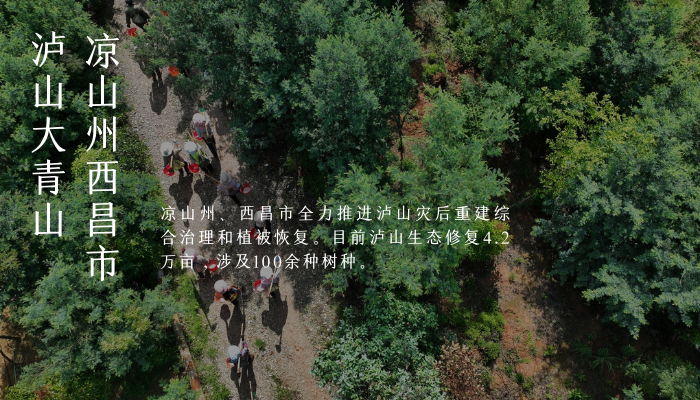 凉山州西昌市
泸山大青山
凉山州、西昌市全力推进泸山灾后重建综
合治理和植被恢复。目前泸山生态修复4.2
万亩，涉及100余种树种。